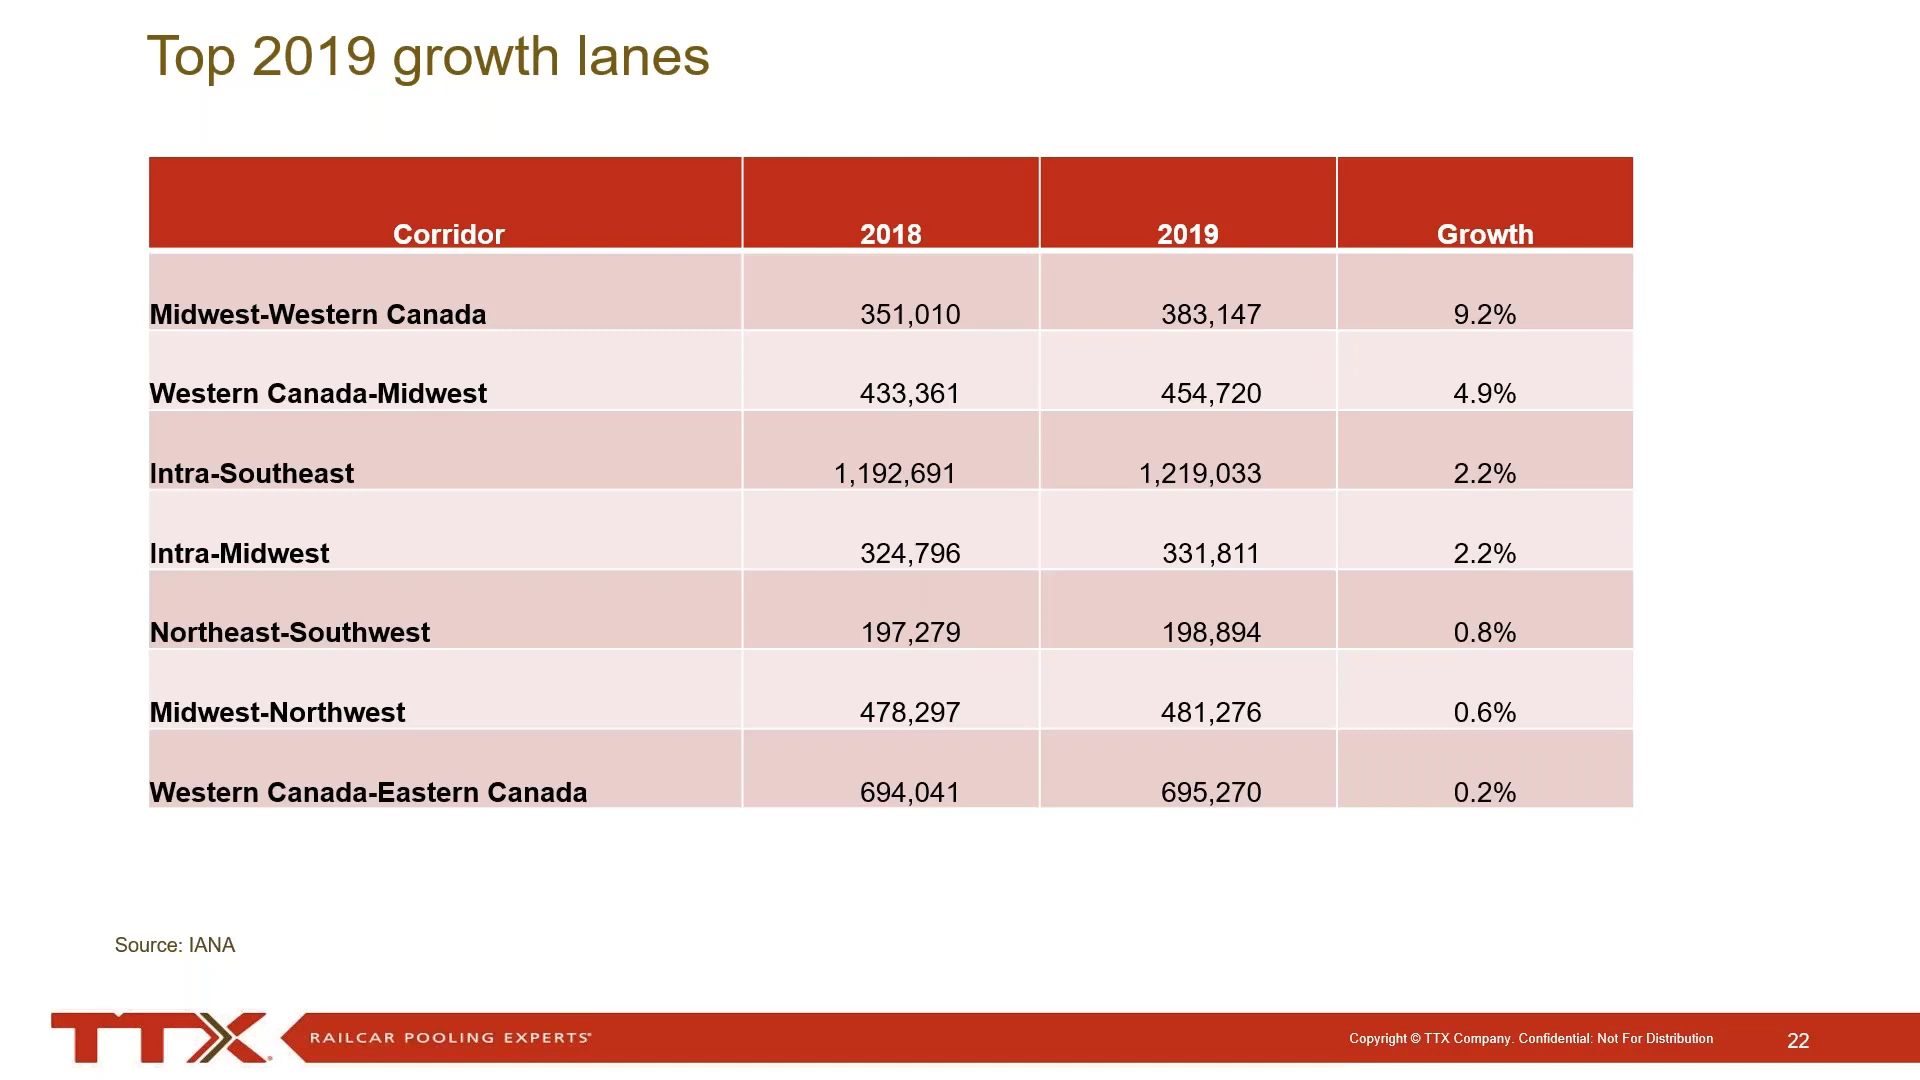 Top 2019 growth lanes
Corridor 2018 2019 Growth
Midwest-Western Canada 351,010 383,147 9.2%
Western Canada-Midwest 433,361 454,720 4.9%
Intra-Southeast 1,192,691 1,219,033 2.2%
Intra-Midwest 324,796 331,811 2.2%
Northeast-Southwest 197,279 198,894 0.8%
Midwest-Northwest 478,297 481,276 0.6%
Western Canada-Eastern Canada 694,041 695,270 0.2%
Source: IANA
TTX® RAILCAR POOLING EXPERTS® Copyright © TTX Company. Confidential: Not For Distribution 22